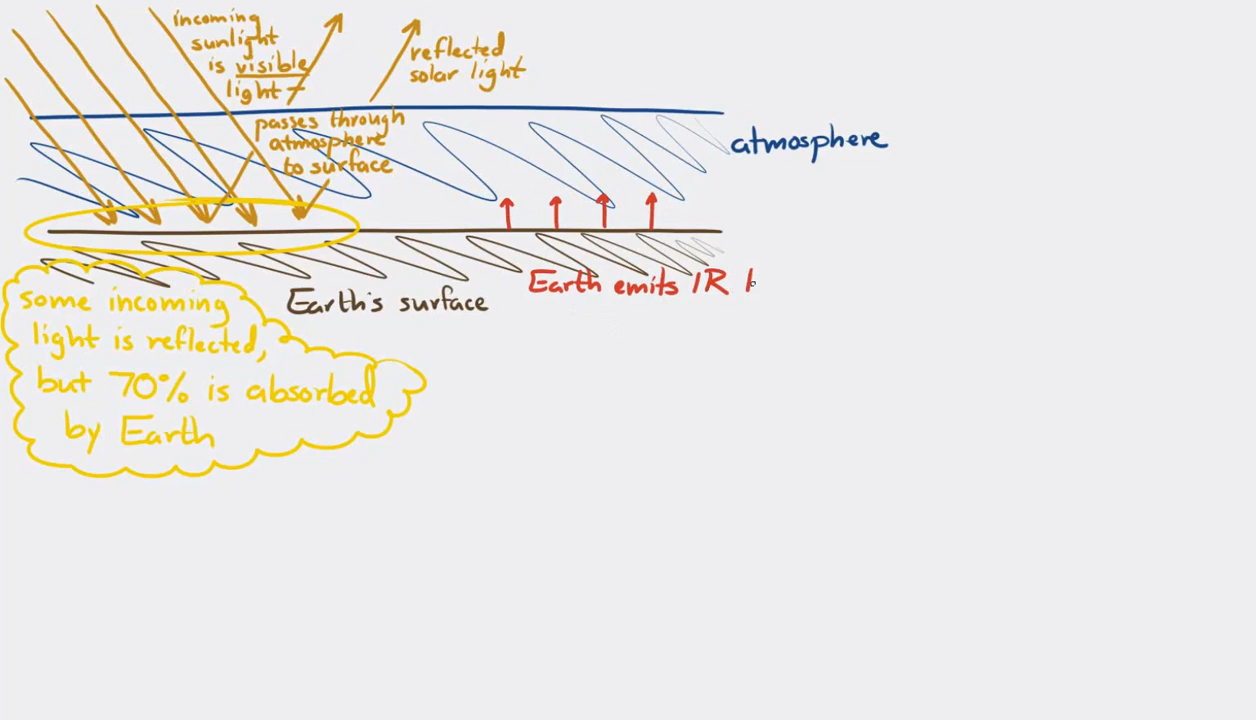 incoming
sunlight
is visible
light -
passes through
atmosphere
to surface
reflected
solar light
atmosphere
Earth's surface
Earth emits IR
some incoming
light is reflected,
but 70% is absorbed
by Earth